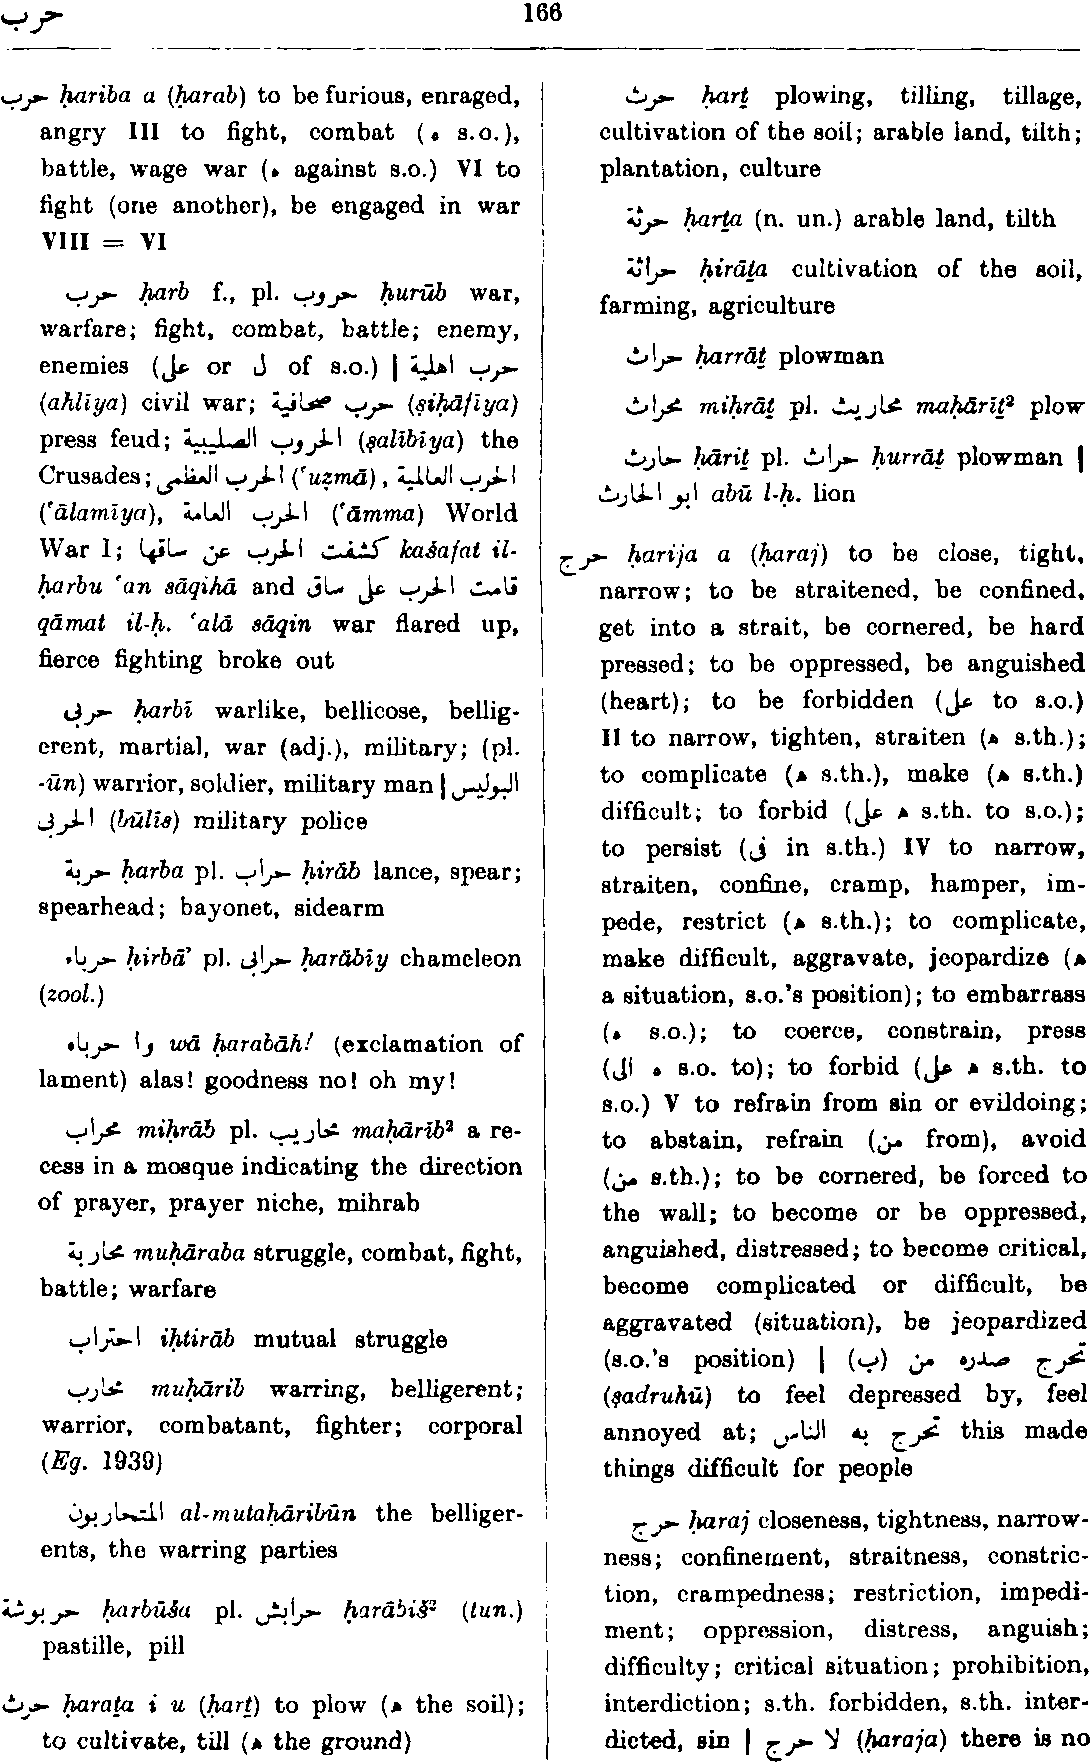 حرب
166
حرب ḥariba a (ḥarab) to be furious, enraged,
angry III to fight, combat (ه s.o.),
battle, wage war (ه against s.o.) VI to
fight (one another), be engaged in war
VIII = VI
حرب ḥarb f., pl. حروب ḥurūb war,
warfare; fight, combat, battle; enemy,
enemies (على or ل of s.o.) | حرب اهلية
(ahlīya) civil war; حرب صحافية (ṣiḥāfīya)
press feud; الحروب الصليبية (ṣalībīya) the
Crusades; الحرب العظمى (ʿuẓmā), الحرب العالمية
(ʿālamīya), الحرب العامة (ʿāmma) World
War I; كشفت الحرب عن ساقها kašafat il-
ḥarbu ʿan sāqihā and قامت الحرب على ساق
qāmat il-ḥ. ʿalā sāqin war flared up,
fierce fighting broke out
حربى ḥarbī warlike, bellicose, bellig-
erent, martial, war (adj.), military; (pl.
-ūn) warrior, soldier, military man | البوليس
الحربى (būlīs) military police
حربة ḥarba pl. حراب ḥirāb lance, spear;
spearhead; bayonet, sidearm
حرباء ḥirbāʾ pl. حرابى ḥarābīy chameleon
(zool.)
وا حرباه wā ḥarabāh! (exclamation of
lament) alas! goodness no! oh my!
محراب miḥrāb pl. محاريب maḥārīb² a re-
cess in a mosque indicating the direction
of prayer, prayer niche, mihrab
محاربة muḥāraba struggle, combat, fight,
battle; warfare
احتراب iḥtirāb mutual struggle
محارب muḥārib warring, belligerent;
warrior, combatant, fighter; corporal
(Eg. 1939)
المتحاربون al-mutaḥāribūn the belliger-
ents, the warring parties
حربوشة ḥarbūša pl. حرابش ḥarābiš² (tun.)
pastille, pill
حرث ḥaraṯa i u (ḥarṯ) to plow (ه the soil);
to cultivate, till (ه the ground)
حرث ḥarṯ plowing, tilling, tillage,
cultivation of the soil; arable land, tilth;
plantation, culture
حرثة ḥarṯa (n. un.) arable land, tilth
حراثة ḥirāṯa cultivation of the soil,
farming, agriculture
حراث ḥarrāṯ plowman
محراث miḥrāṯ pl. محاريث maḥārīṯ² plow
حارث ḥāriṯ pl. حراث ḥurrāṯ plowman |
ابو الحارث abū l-ḥ. lion
حرج ḥarija a (ḥaraj) to be close, tight,
narrow; to be straitened, be confined,
get into a strait, be cornered, be hard
pressed; to be oppressed, be anguished
(heart); to be forbidden (على to s.o.)
II to narrow, tighten, straiten (ه s.th.);
to complicate (ه s.th.), make (ه s.th.)
difficult; to forbid (ه على s.th. to s.o.);
to persist (فى in s.th.) IV to narrow,
straiten, confine, cramp, hamper, im-
pede, restrict (ه s.th.); to complicate,
make difficult, aggravate, jeopardize (ه
a situation, s.o.'s position); to embarrass
(ه s.o.); to coerce, constrain, press
(ه الى s.o. to); to forbid (ه على s.th. to
s.o.) V to refrain from sin or evildoing;
to abstain, refrain (من from), avoid
(من s.th.); to be cornered, be forced to
the wall; to become or be oppressed,
anguished, distressed; to become critical,
become complicated or difficult, be
aggravated (situation), be jeopardized
(s.o.'s position) | تحرج صدره من (ب)
(ṣadruhū) to feel depressed by, feel
annoyed at; تحرج به الناس this made
things difficult for people
حرج ḥaraj closeness, tightness, narrow-
ness; confinement, straitness, constric-
tion, crampedness; restriction, impedi-
ment; oppression, distress, anguish;
difficulty; critical situation; prohibition,
interdiction; s.th. forbidden, s.th. inter-
dicted, sin | لا حرج (ḥaraja) there is no